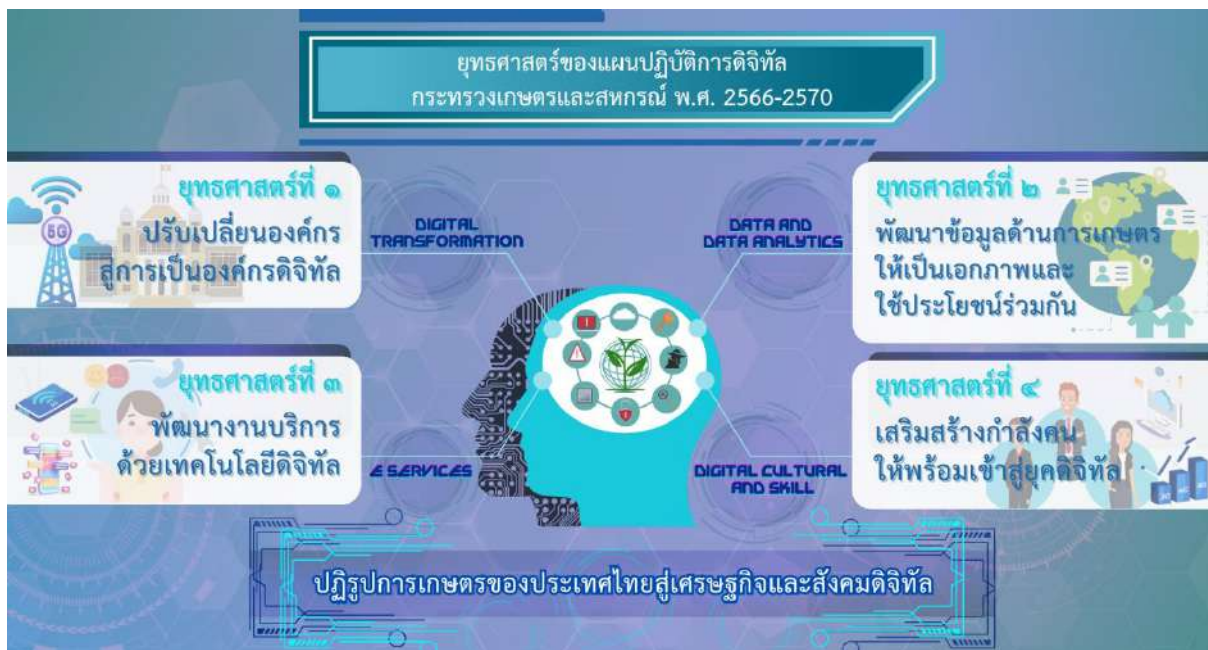 ยุทธศาสตร์ของแผนปฏิบัติการดิจิทัล
กระทรวงเกษตรและสหกรณ์ พ.ศ. 2566-2570
ยุทธศาสตร์ที่ ๑
ปรับเปลี่ยนองค์กร
สู่การเป็นองค์กรดิจิทัล
5G
DIGITAL
TRANSFORMATION
DATA AND
DATA ANALYTICS
ยุทธศาสตร์ที่ ๒
พัฒนาข้อมูลด้านการเกษตร
ให้เป็นเอกภาพและ
ใช้ประโยชน์ร่วมกัน
ยุทธศาสตร์ที่ ๓
พัฒนางานบริการ
ด้วยเทคโนโลยีดิจิทัล
E SERVICES
DIGITAL CULTURAL
AND SKILL
ยุทธศาสตร์ที่ ๔
เสริมสร้างกำลังคน
ให้พร้อมเข้าสู่ยุคดิจิทัล
ปฏิรูปการเกษตรของประเทศไทยสู่เศรษฐกิจและสังคมดิจิทัล